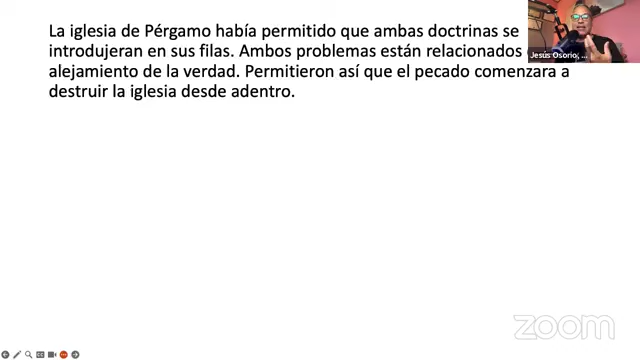 La iglesia de Pérgamo había permitido que ambas doctrinas se
introdujeran en sus filas. Ambos problemas están relacionados
alejamiento de la verdad. Permitieron así que el pecado comenzara a
destruir la iglesia desde adentro.
Jesús Osorio, ...
zoom